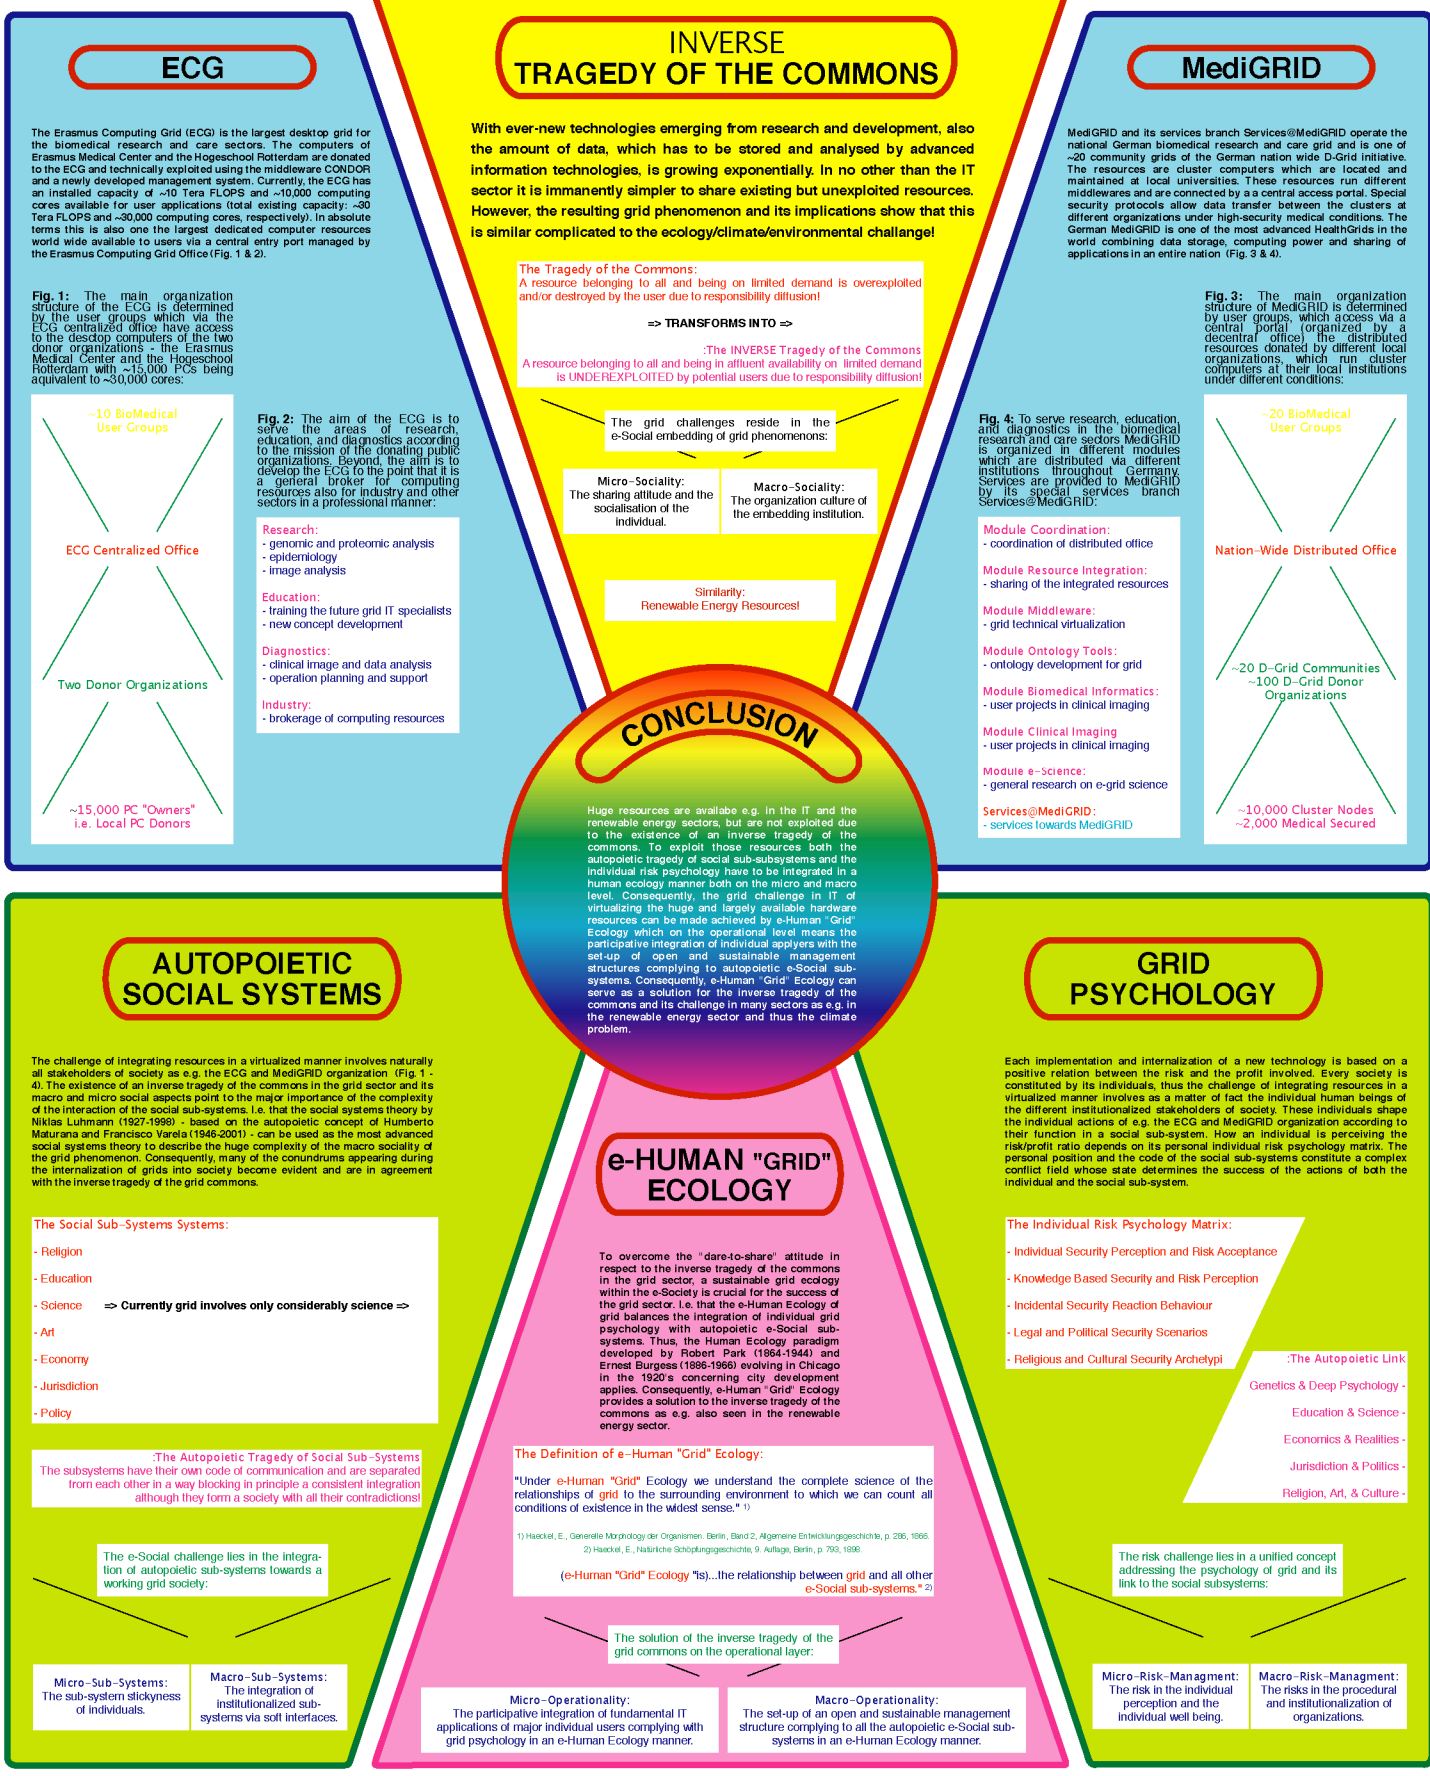 ECG
The Erasmus Computing Grid (ECG) is the largest desktop grid for
the biomedical research and care sectors. The computers of
Erasmus Medical Center and the Hogeschool Rotterdam are donated
to the ECG and technically exploited using the middleware CONDOR
and a newly developed management system. Currently, the ECG has
an installed capacity of ~10 Tera FLOPS and ~10,000 computing
cores available for user applications (total existing capacity: ~30
Tera FLOPS and ~30,000 computing cores, respectively). In absolute
terms this is also one the largest dedicated computer resources
world wide available to users via a central entry port managed by
the Erasmus Computing Grid Office (Fig. 1 & 2).
Fig. 1: The main organization
structure of the ECG is determined
by the user groups which via the
ECG centralized office have access
to the desctop computers of the two
donor organizations - the Erasmus
Medical Center and the Hogeschool
Rotterdam with ~15,000 PCs being
aquivalent to ~30,000 cores:
~10 BioMedical
User Groups
ECG Centralized Office
Two Donor Organizations
~15,000 PC "Owners"
i.e. Local PC Donors
Fig. 2: The aim of the ECG is to
serve the areas of research,
education, and diagnostics according
to the mission of the donating public
organizations. Beyond, the aim is to
develop the ECG to the point that it is
a general broker for computing
resources also for industry and other
sectors in a professional manner:
Research:
- genomic and proteomic analysis
- epidemiology
- image analysis
Education:
- training the future grid IT specialists
- new concept development
Diagnostics:
- clinical image and data analysis
- operation planning and support
Industry:
- brokerage of computing resources
INVERSE
TRAGEDY OF THE COMMONS
With ever-new technologies emerging from research and development, also
the amount of data, which has to be stored and analysed by advanced
information technologies, is growing exponentially. In no other than the IT
sector it is immanently simpler to share existing but unexploited resources.
However, the resulting grid phenomenon and its implications show that this
is similar complicated to the ecology/climate/environmental challange!
The Tragedy of the Commons:
A resource belonging to all and being on limited demand is overexploited
and/or destroyed by the user due to responsibility diffusion!
=> TRANSFORMS INTO =>
:The INVERSE Tragedy of the Commons
A resource belonging to all and being in affluent availability on limited demand
is UNDEREXPLOITED by potential users due to responsibility diffusion!
The grid challenges reside in the
e-Social embedding of grid phenomenons:
Micro-Sociality:
The sharing attitude and the
socialisation of the
individual.
Macro-Sociality:
The organization culture of
the embedding institution.
Similarity:
Renewable Energy Resources!
MediGRID
MediGRID and its services branch Services@MediGRID operate the
national German biomedical research and care grid and is one of
~20 community grids of the German nation wide D-Grid initiative.
The resources are cluster computers which are located and
maintained at local universities. These resources run different
middlewares and are connected by a a central access portal. Special
security protocols allow data transfer between the clusters at
different organizations under high-security medical conditions. The
German MediGRID is one of the most advanced HealthGrids in the
world combining data storage, computing power and sharing of
applications in an entire nation (Fig. 3 & 4).
Fig. 3: The main organization
structure of MediGRID is determined
by user groups, which access via a
central portal (organized by a
decentral office) the distributed
resources donated by different local
organizations, which run cluster
computers at their local institutions
under different conditions:
Fig. 4: To serve research, education,
and diagnostics in the biomedical
research and care sectors MediGRID
is organized in different modules
which are distributed via different
institutions throughout Germany.
Services are provided to MediGRID
by its special services branch
Services@MediGRID:
Module Coordination:
- coordination of distributed office
Module Resource Integration:
- sharing of the integrated resources
Module Middleware:
- grid technical virtualization
Module Ontology Tools:
- ontology development for grid
Module Biomedical Informatics:
- user projects in clinical imaging
Module Clinical Imaging
- user projects in clinical imaging
Module e-Science:
- general research on e-grid science
Services@MediGRID:
- services towards MediGRID
~20 BioMedical
User Groups
Nation-Wide Distributed Office
~20 D-Grid Communities
~100 D-Grid Donor
Organizations
~10,000 Cluster Nodes
~2,000 Medical Secured
CONCLUSION
Huge resources are availabe e.g. in the IT and the
renewable energy sectors, but are not exploited due
to the existence of an inverse tragedy of the
commons. To exploit those resources both the
autopoietic tragedy of social sub-subsystems and the
individual risk psychology have to be integrated in a
human ecology manner both on the micro and macro
level. Consequently, the grid challenge in IT of
virtualizing the huge and largely available hardware
resources can be made achieved by e-Human "Grid"
Ecology which on the operational level means the
participative integration of individual applyers with the
set-up of open and sustainable management
structures complying to autopoietic e-Social sub-
systems. Consequently, e-Human "Grid" Ecology can
serve as a solution for the inverse tragedy of the
commons and its challenge in many sectors as e.g. in
the renewable energy sector and thus the climate
problem.
AUTOPOIETIC
SOCIAL SYSTEMS
The challenge of integrating resources in a virtualized manner involves naturally
all stakeholders of society as e.g. the ECG and MediGRID organization (Fig. 1 -
4). The existence of an inverse tragedy of the commons in the grid sector and its
macro and micro social aspects point to the major importance of the complexity
of the interaction of the social sub-systems. I.e. that the social systems theory by
Niklas Luhmann (1927-1998) - based on the autopoietic concept of Humberto
Maturana and Francisco Varela (1946-2001) - can be used as the most advanced
social systems theory to describe the huge complexity of the macro sociality of
the grid phenomenon. Consequently, many of the conundrums appearing during
the internalization of grids into society become evident and are in agreement
with the inverse tragedy of the grid commons.
The Social Sub-Systems Systems:
- Religion
- Education
- Science => Currently grid involves only considerably science =>
- Art
- Economy
- Jurisdiction
- Policy
:The Autopoietic Tragedy of Social Sub-Systems
The subsystems have their own code of communication and are separated
from each other in a way blocking in principle a consistent integration
although they form a society with all their contradictions!
The e-Social challenge lies in the integra-
tion of autopoielic sub-systems towards a
working grid society:
Micro-Sub-Systems:
The sub-system stickyness
of individuals.
Macro-Sub-Systems:
The integration of
institutionalized sub-
systems via soft interfaces.
e-HUMAN "GRID"
ECOLOGY
To overcome the "dare-to-share" attitude in
respect to the inverse tragedy of the commons
in the grid sector, a sustainable grid ecology
within the e-Society is crucial for the success of
the grid sector. I.e. that the e-Human Ecology of
grid balances the integration of individual grid
psychology with autopoietic e-Social sub-
systems. Thus, the Human Ecology paradigm
developed by Robert Park (1864-1944) and
Ernest Burgess (1886-1966) evolving in Chicago
in the 1920's concerning city development
applies. Consequently, e-Human "Grid" Ecology
provides a solution to the inverse tragedy of the
commons as e.g. also seen in the renewable
energy sector.
The Definition of e-Human "Grid" Ecology:
"Under e-Human "Grid" Ecology we understand the complete science of the
relationships of grid to the surrounding environment to which we can count all
conditions of existence in the widest sense." 1)
1) Haeckel, E., Generelle Morphology der Organismen. Berlin, Band 2, Allgemeine Entwicklungsgeschichte, p. 286, 1866.
2) Haeckel, E., Natürliche Schöpfungsgeschichte, 9. Auflage, Berlin, p. 793, 1898.
(e-Human "Grid" Ecology "is)...the relationship between grid and all other
e-Social sub-systems." 2)
The solution of the inverse tragedy of the
grid commons on the operational layer:
Micro-Operationality:
The participative integration of fundamental IT
applications of major individual users complying with
grid psychology in an e-Human Ecology manner.
Macro-Operationality:
The set-up of an open and sustainable management
structure complying to all the autopoietic e-Social sub-
systems in an e-Human Ecology manner.
GRID
PSYCHOLOGY
Each implementation and internalization of a new technology is based on a
positive relation between the risk and the profit involved. Every society is
constituted by its individuals, thus the challenge of integrating resources in a
virtualized manner involves as a matter of fact the individual human beings of
the different institutionalized stakeholders of society. These individuals shape
the individual actions of e.g. the ECG and MediGRID organization according to
their function in a social sub-system. How an individual is perceiving the
risk/profit ratio depends on its personal individual risk psychology matrix. The
personal position and the code of the social sub-systems constitute a complex
conflict field whose state determines the success of the actions of both the
individual and the social sub-system.
The Individual Risk Psychology Matrix:
- Individual Security Perception and Risk Acceptance
- Knowledge Based Security and Risk Perception
- Incidental Security Reaction Behaviour
- Legal and Political Security Scenarios
- Religious and Cultural Security Archetypi
:The Autopoietic Link
Genetics & Deep Psychology -
Education & Science -
Economics & Realities -
Jurisdiction & Politics -
Religion, Art, & Culture -
The risk challenge lies in a unified concept
addressing the psychology of grid and its
link to the social subsystems:
Micro-Risk-Managment:
The risk in the individual
perception and the
individual well being.
Macro-Risk-Managment:
The risks in the procedural
and institutionalization of
organizations.